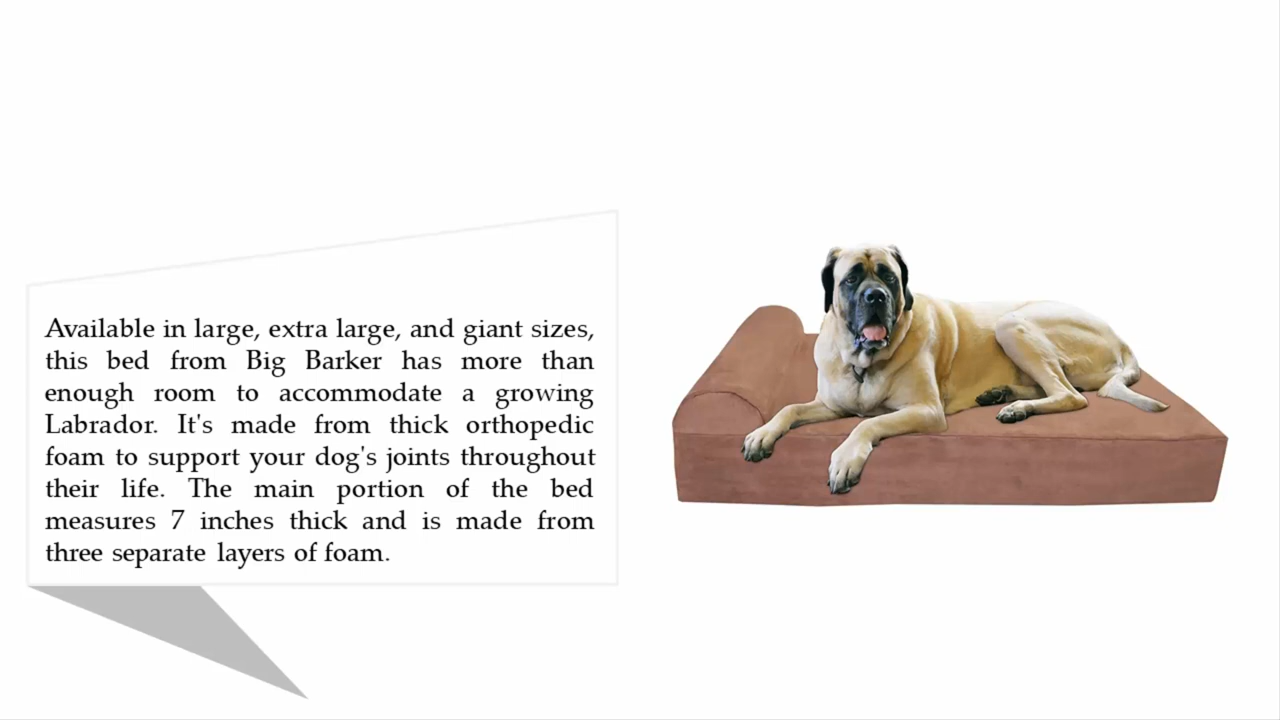 Available in large, extra large, and giant sizes,
this bed from Big Barker has more than
enough room to accommodate a growing
Labrador. It's made from thick orthopedic
foam to support your dog's joints throughout
their life. The main portion of the bed
measures 7 inches thick and is made from
three separate layers of foam.